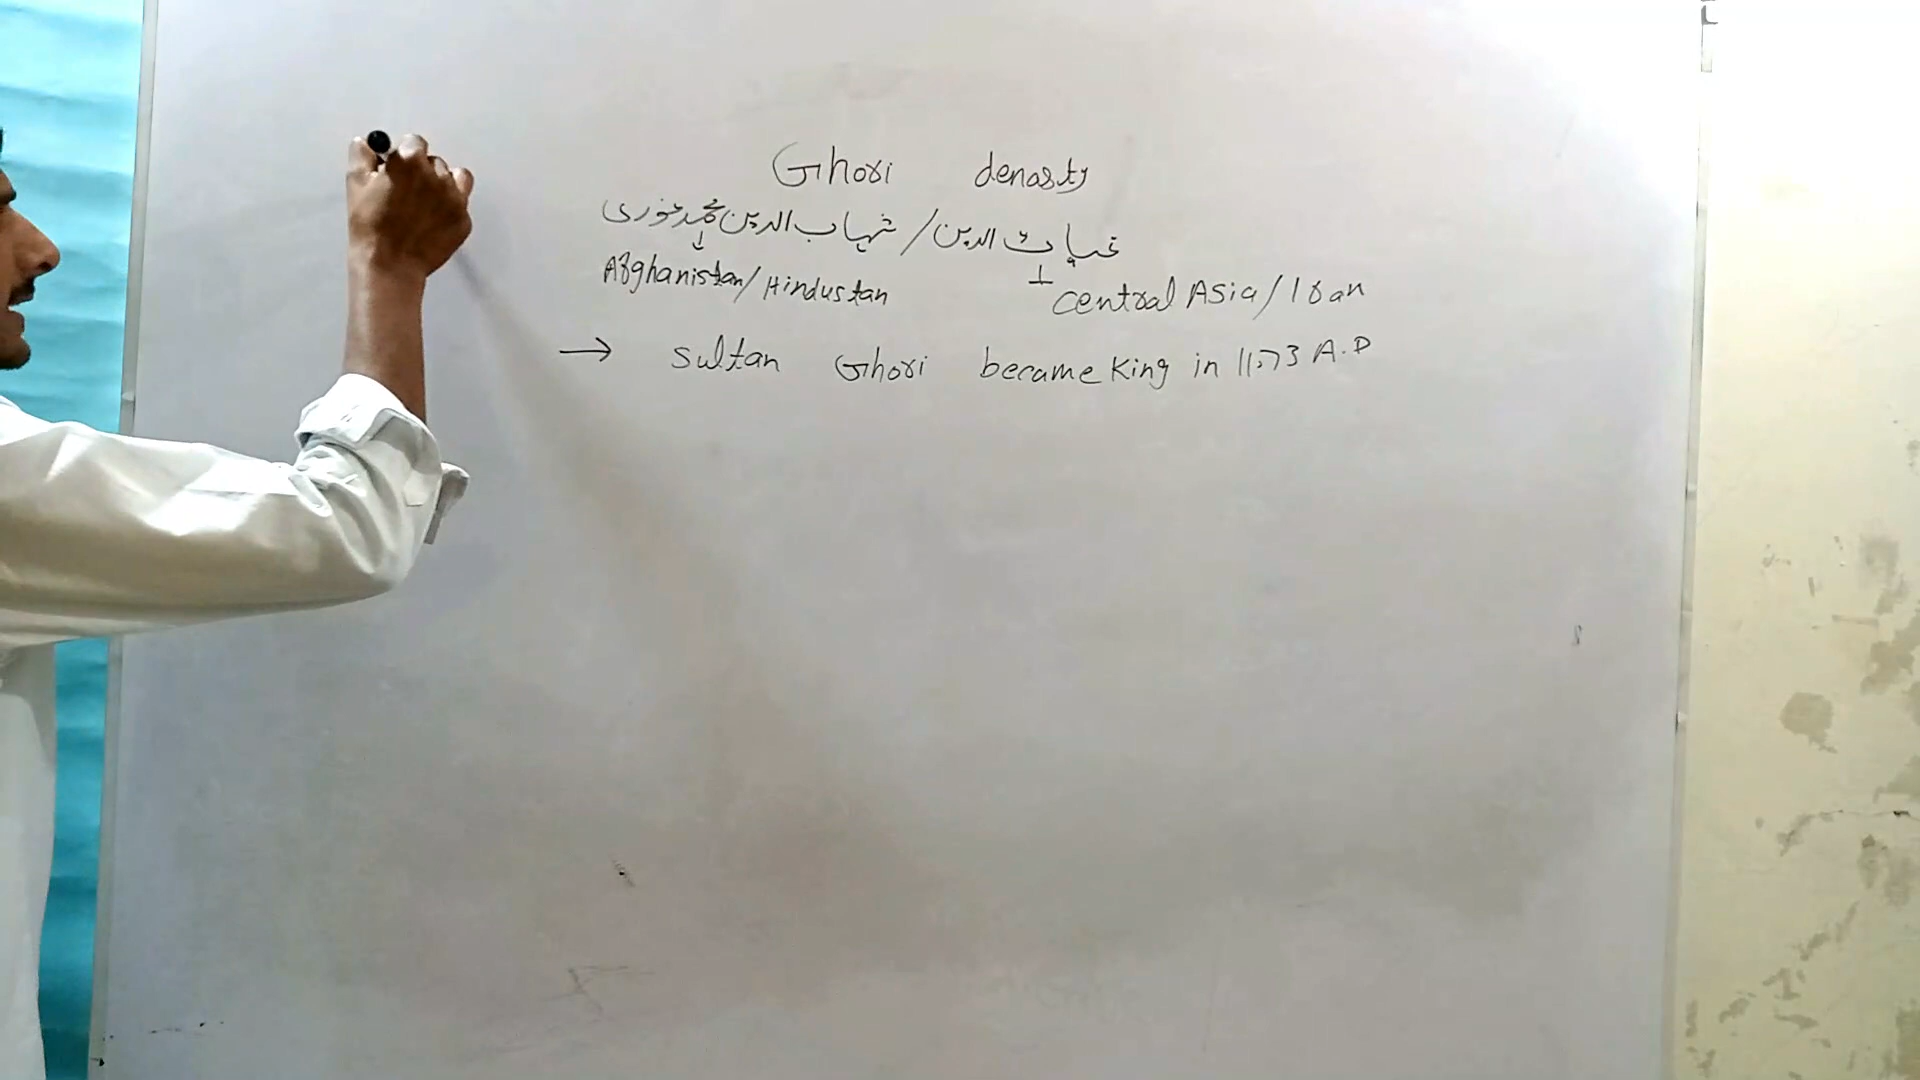 Ghori denasty
غیاث الدین / شہاب الدین محمد غوری
Afghanistan/Hindustan
Central Asia/Iran
→ Sultan Ghori became King in 1173 A.D